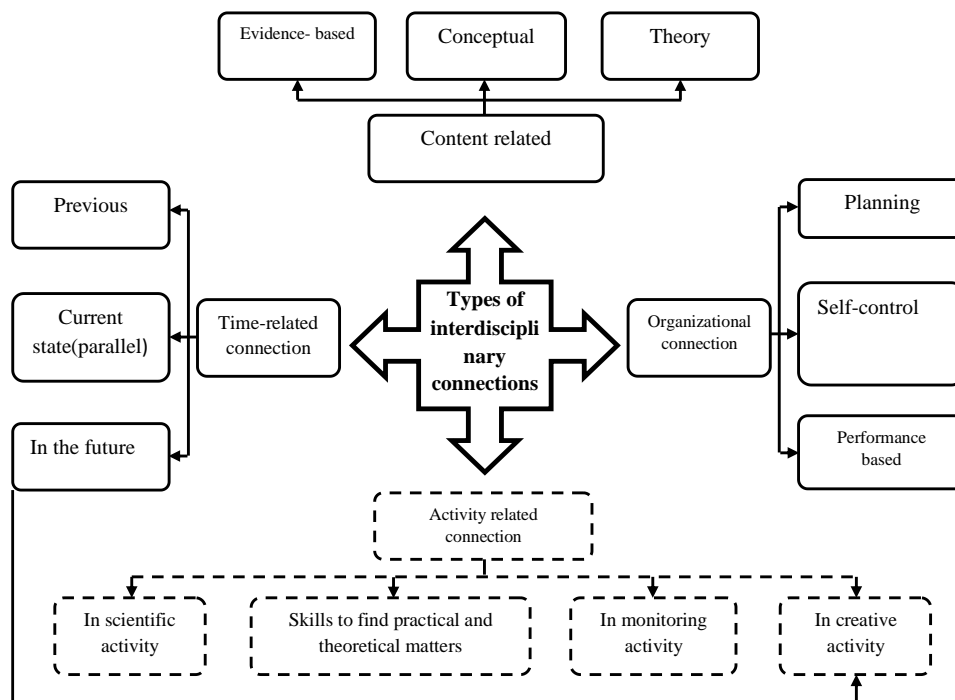 Evidence- based
Conceptual
Theory
Content related
Previous
Current
state(parallel)
In the future
Time-related
connection
Types of
interdiscipli
nary
connections
Organizational
connection
Planning
Self-control
Performance
based
Activity related
connection
In scientific
activity
Skills to find practical and
theoretical matters
In monitoring
activity
In creative
activity